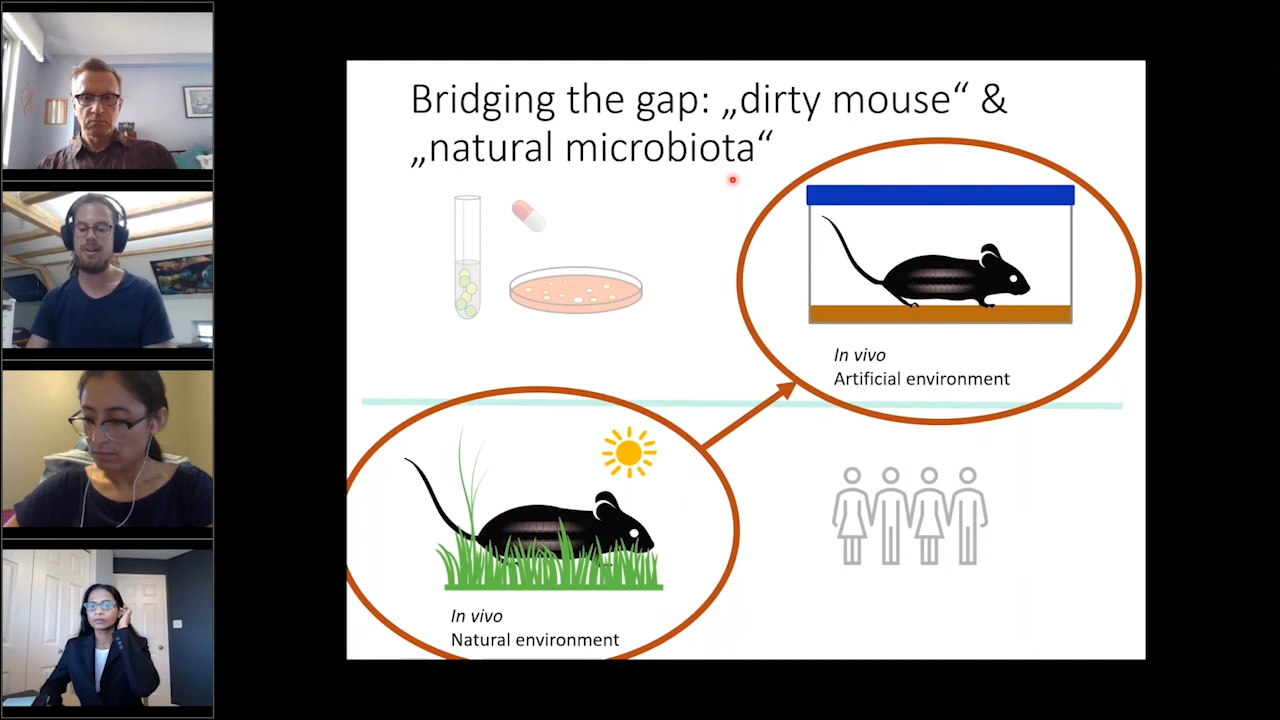 Bridging the gap: „dirty mouse“ &
„natural microbiota“
In vivo
Artificial environment
In vivo
Natural environment